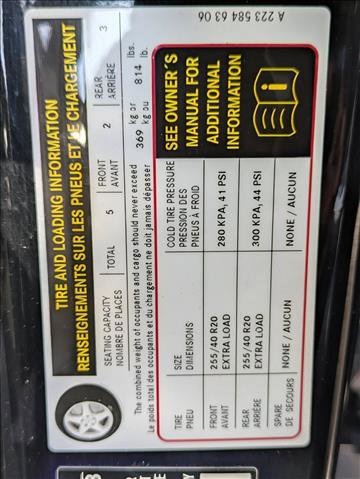 TIRE AND LOADING INFORMATION
RENSEIGNEMENTS SUR LES PNEUS ET LE CHARGEMENT
SEATING CAPACITY
NOMBRE DE PLACES
TOTAL 5
FRONT
AVANT
2
REAR
ARRIÈRE
3
The combined weight of occupants and cargo should never exceed
Le poids total des occupants et du chargement ne doit jamais dépasser
369 kg or kg ou 814 lbs. lb.
TIRE
PNEU
SIZE
DIMENSIONS
COLD TIRE PRESSURE
PRESSION DES
PNEUS À FROID
FRONT
AVANT
255/40 R20
EXTRA LOAD
280 KPA, 41 PSI
REAR
ARRIÈRE
255/40 R20
EXTRA LOAD
300 KPA, 44 PSI
SPARE
DE SECOURS
NONE / AUCUN
NONE / AUCUN
SEE OWNER'S
MANUAL FOR
ADDITIONAL
INFORMATION
A 223 584 63 06